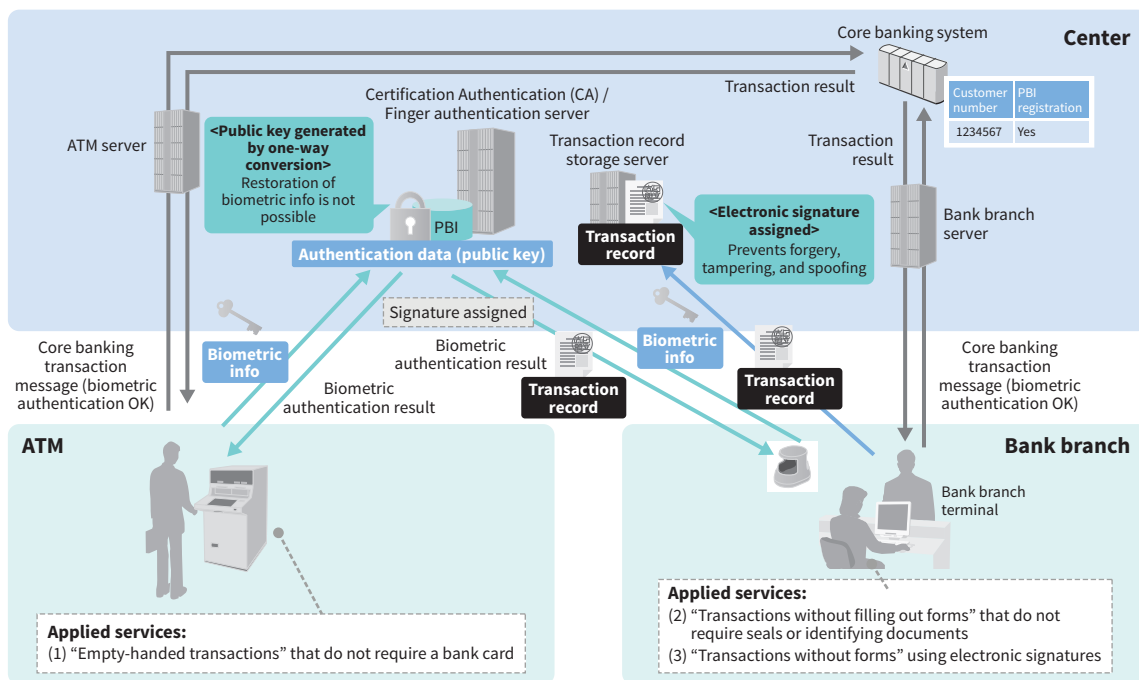 Center
Core banking system
Customer
number
PBI
registration
1234567
Yes
Transaction result
Transaction
result
ATM server
Certification Authentication (CA) /
Finger authentication server
<Public key generated
by one-way
conversion>
Restoration of
biometric info is not
possible
PBI
Authentication data (public key)
Transaction record
storage server
Transaction
record
<Electronic signature
assigned>
Prevents forgery,
tampering, and spoofing
Bank branch
server
Signature assigned
Biometric
info
Biometric
authentication result
Biometric
authentication result
Transaction
record
Biometric
info
Transaction
record
Core banking
transaction
message (biometric
authentication OK)
Core banking
transaction
message (biometric
authentication OK)
ATM
Applied services:
(1) “Empty-handed transactions” that do not require a bank card
Bank branch
Bank branch
terminal
Applied services:
(2) “Transactions without filling out forms” that do not
require seals or identifying documents
(3) “Transactions without forms” using electronic signatures